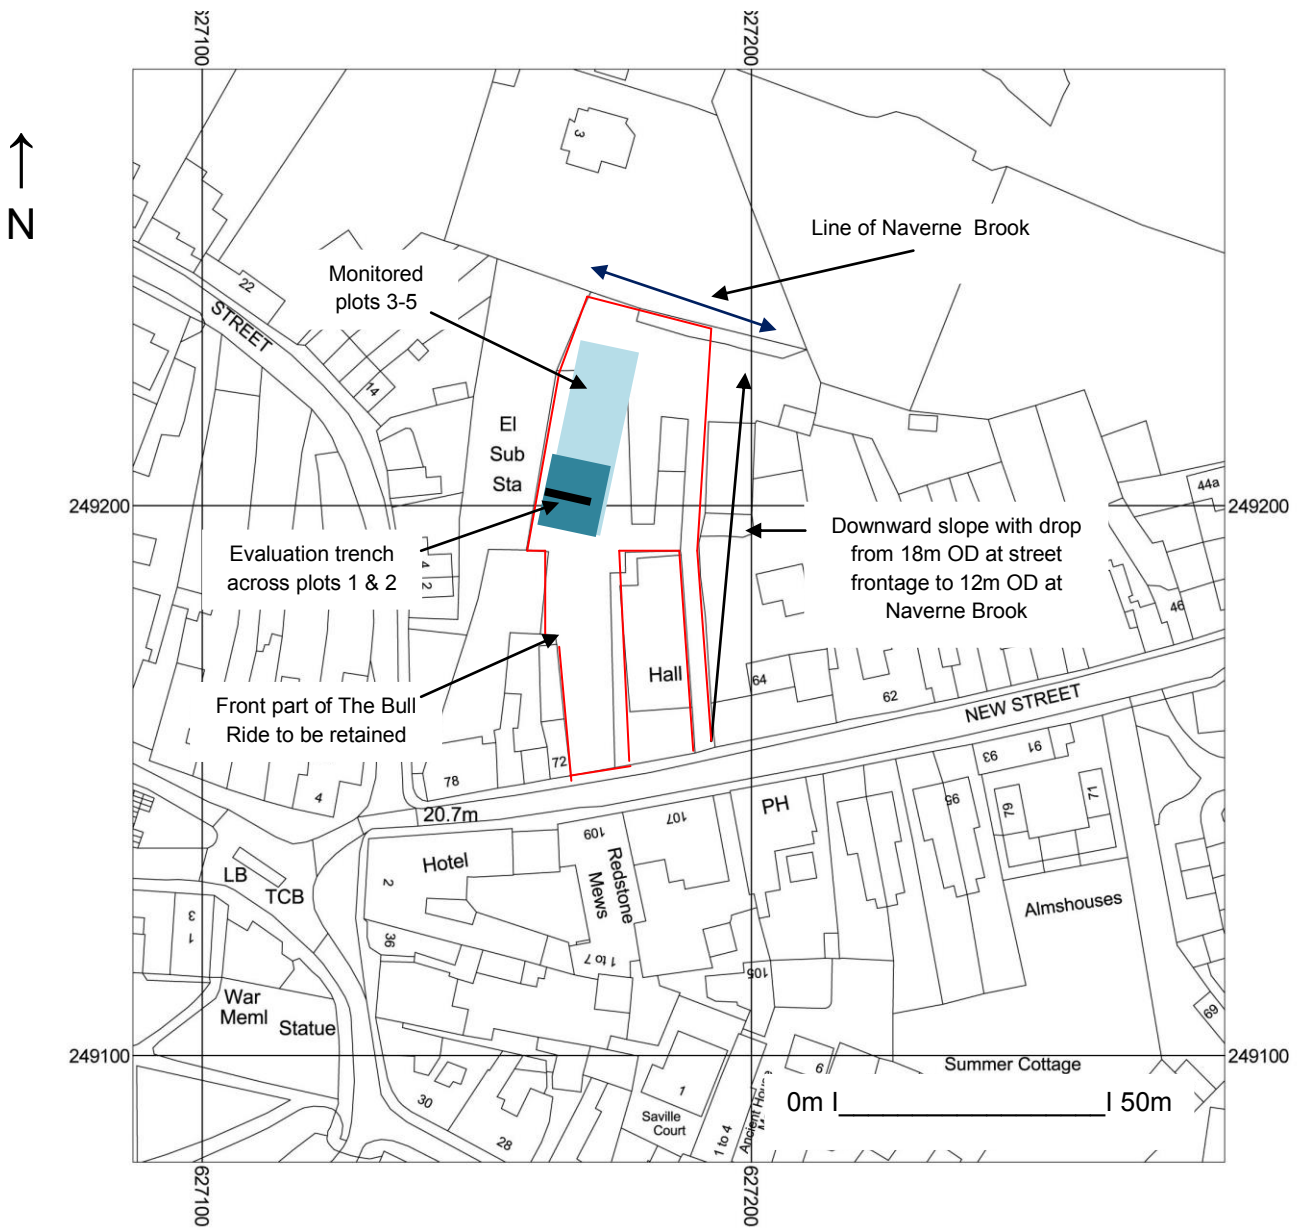 627100
627200
↑
N
3
Line of Naverne Brook
Monitored
plots 3-5
22
STREET
14
El
Sub
Sta
44a
249200
249200
Evaluation trench
across plots 1 & 2
Downward slope with drop
from 18m OD at street
frontage to 12m OD at
Naverne Brook
4
2
46
Hall
64
62
NEW STREET
Front part of The Bull
Ride to be retained
72
78
4
20.7m
93
91
95
79
71
PH
107
109
Redstone
Mews
1 to 7
Hotel
2
LB
TCB
36
3
1
Almshouses
105
War
Meml
Statue
69
249100
249100
Summer Cottage
6
1
Saville
Court
1 to 4
Ancient House
30
28
0m I__________________I 50m
627100
627200